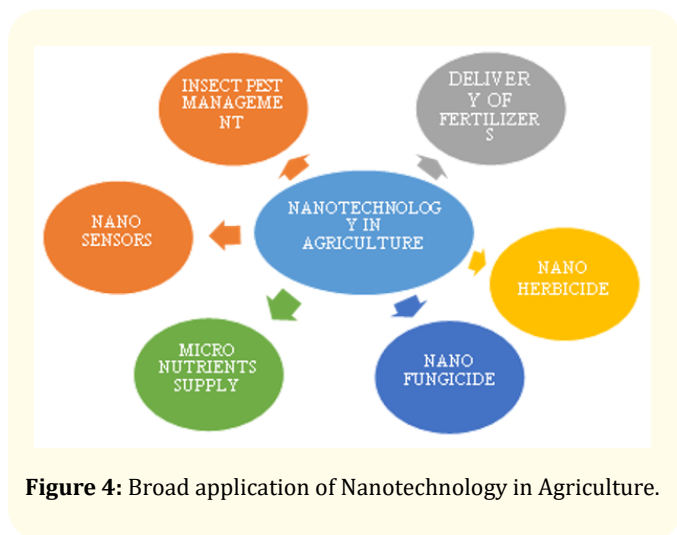 INSECT PEST
MANAGEME
NT
DELIVER
Y OF
FERTILIZER
S
NANOTECHNOLOG
Y IN
AGRICULTURE
NANO
SENSORS
NANO
HERBICIDE
MICRO
NUTRIENTS
SUPPLY
NANO
FUNGICIDE
Figure 4: Broad application of Nanotechnology in Agriculture.